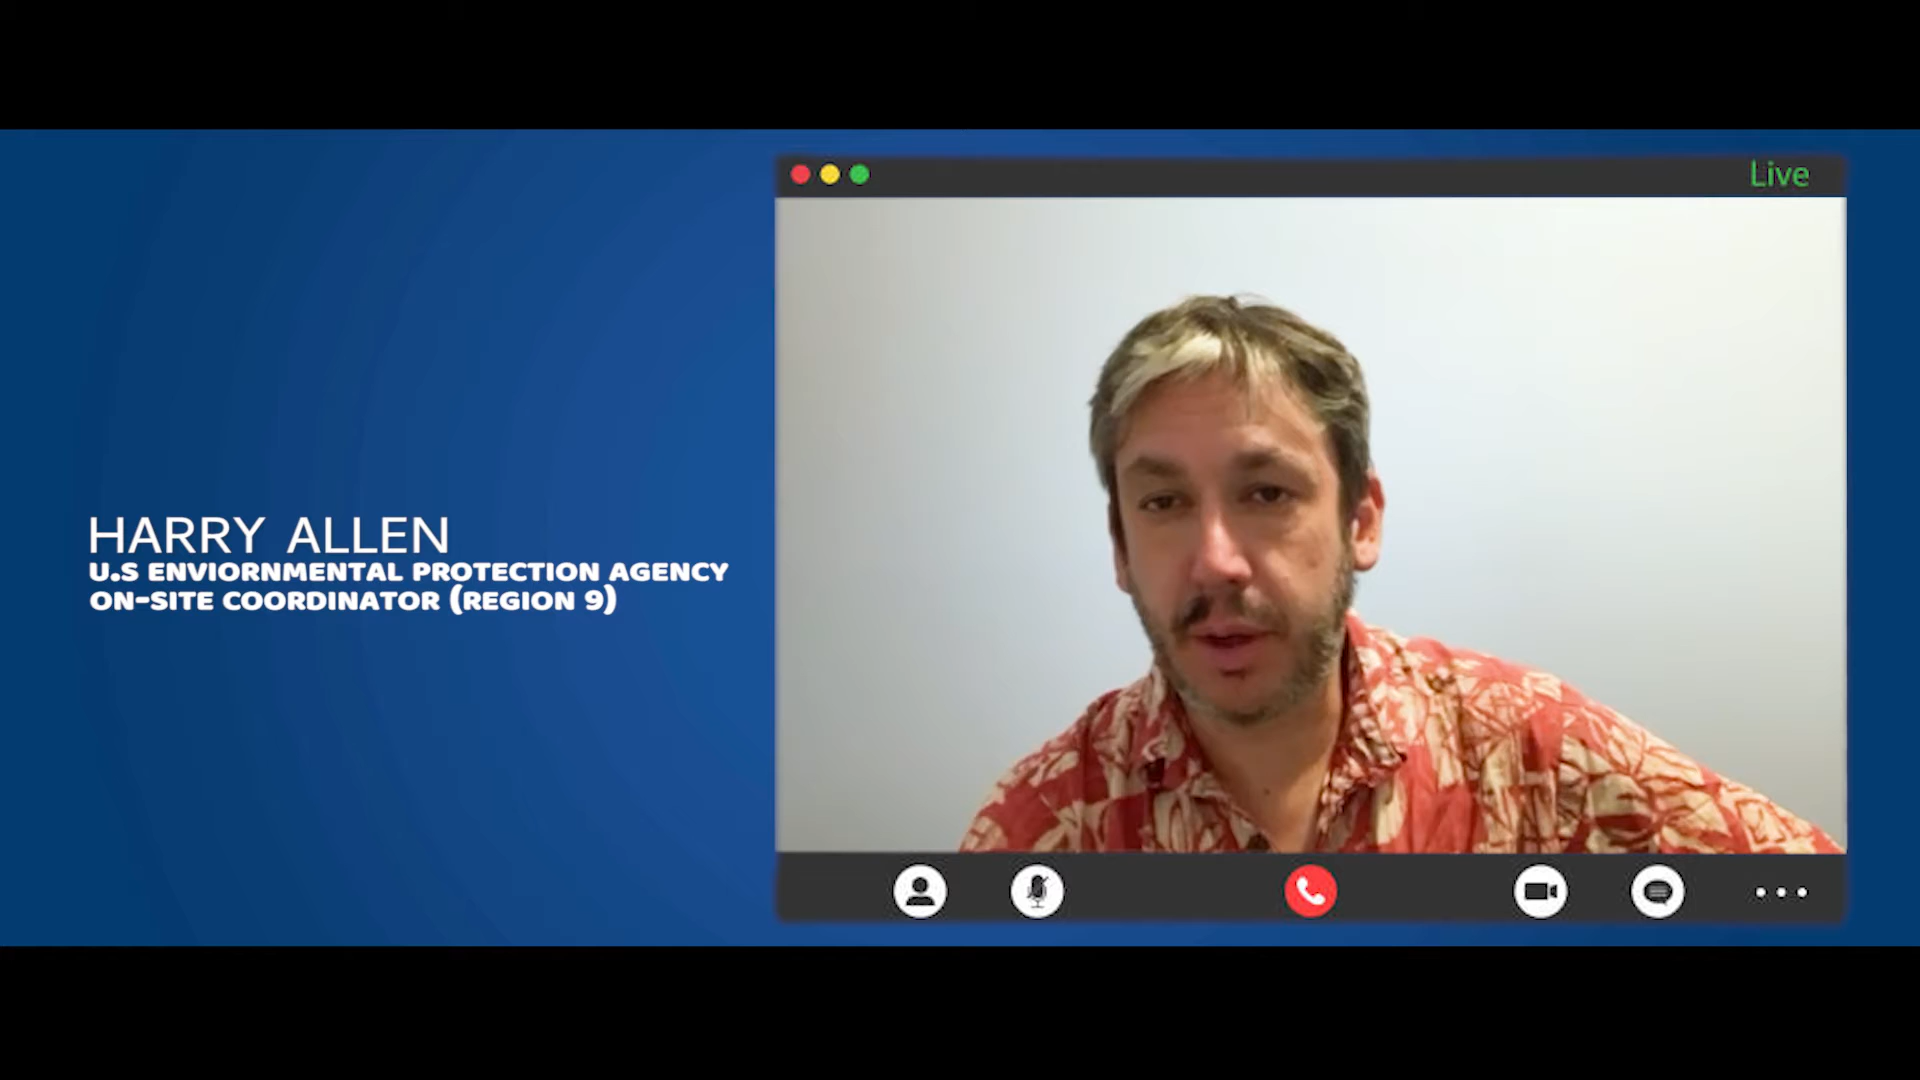 Live
HARRY ALLEN
U.S ENVIORNMENTAL PROTECTION AGENCY
ON-SITE COORDINATOR (REGION 9)